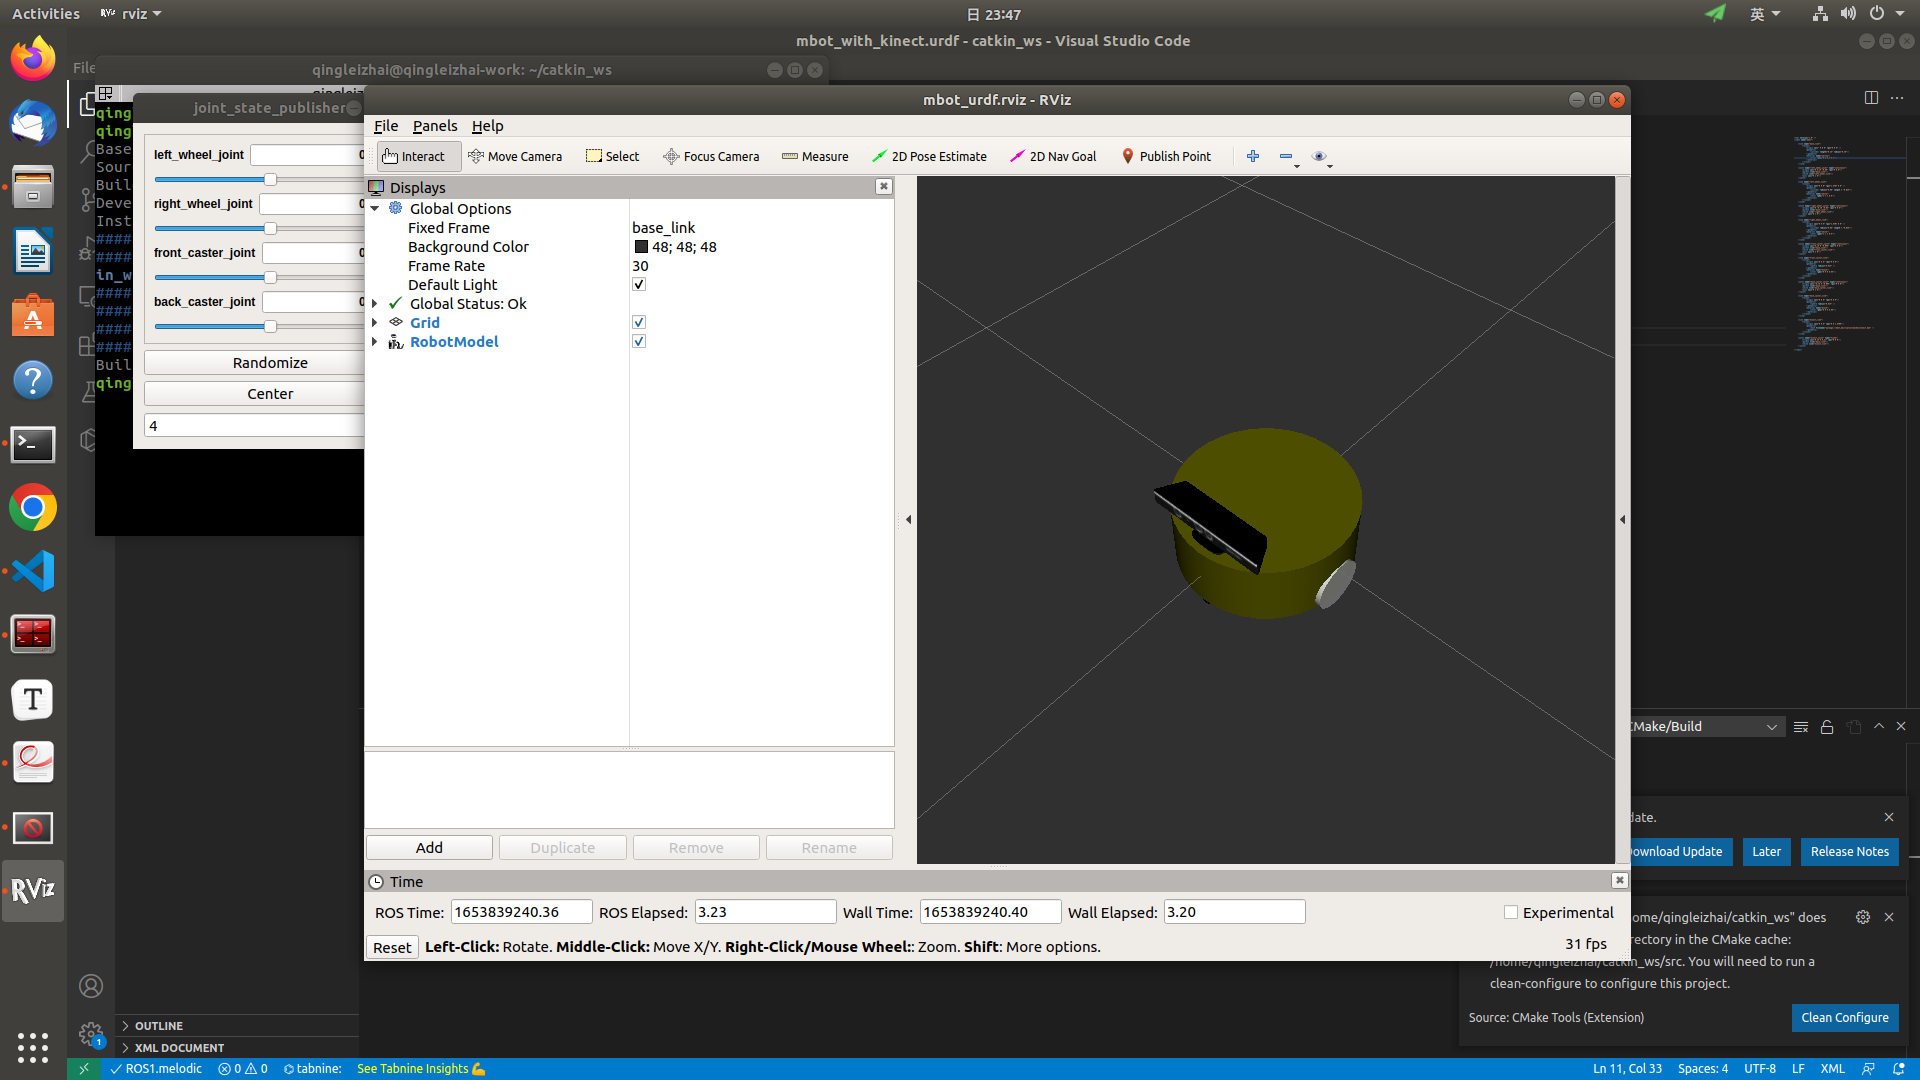 Activities
rviz
日 23:47
英
mbot_with_kinect.urdf - catkin_ws - Visual Studio Code
File
qingleizhai@qingleizhai-work: ~/catkin_ws
joint_state_publisher
mbot_urdf.rviz - RViz
File Panels Help
Interact Move Camera Select Focus Camera Measure 2D Pose Estimate 2D Nav Goal Publish Point
qing
qing
Base
Sour
Buil
Deve
Inst
####
####
in_w
####
####
####
####
Buil
qing
left_wheel_joint
right_wheel_joint
front_caster_joint
back_caster_joint
Randomize
Center
4
Displays
Global Options
Fixed Frame base_link
Background Color 48; 48; 48
Frame Rate 30
Default Light
Global Status: Ok
Grid
RobotModel
Add Duplicate Remove Rename
Time
ROS Time: 1653839240.36 ROS Elapsed: 3.23 Wall Time: 1653839240.40 Wall Elapsed: 3.20 Experimental
Reset Left-Click: Rotate. Middle-Click: Move X/Y. Right-Click/Mouse Wheel:: Zoom. Shift: More options. 31 fps
CMake/Build
date.
Download Update Later Release Notes
home/qingleizhai/catkin_ws" does
rectory in the CMake cache:
/home/qingleizhai/catkin_ws/src. You will need to run a
clean-configure to configure this project.
Source: CMake Tools (Extension) Clean Configure
RViz
OUTLINE
XML DOCUMENT
1
ROS1.melodic 0 0 tabnine: See Tabnine Insights Ln 11, Col 33 Spaces: 4 UTF-8 LF XML